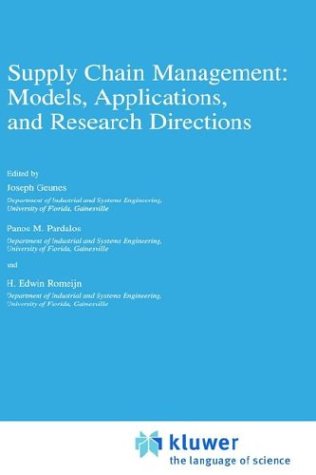 Supply Chain Management:
Models, Applications,
and Research Directions
Edited by
Joseph Geunes
Department of Industrial and Systems Engineering,
University of Florida, Gainesville
Panos M. Pardalos
Department of Industrial and Systems Engineering,
University of Florida, Gainesville
and
H. Edwin Romeijn
Department of Industrial and Systems Engineering,
University of Florida, Gainesville
kluwer
the language of science